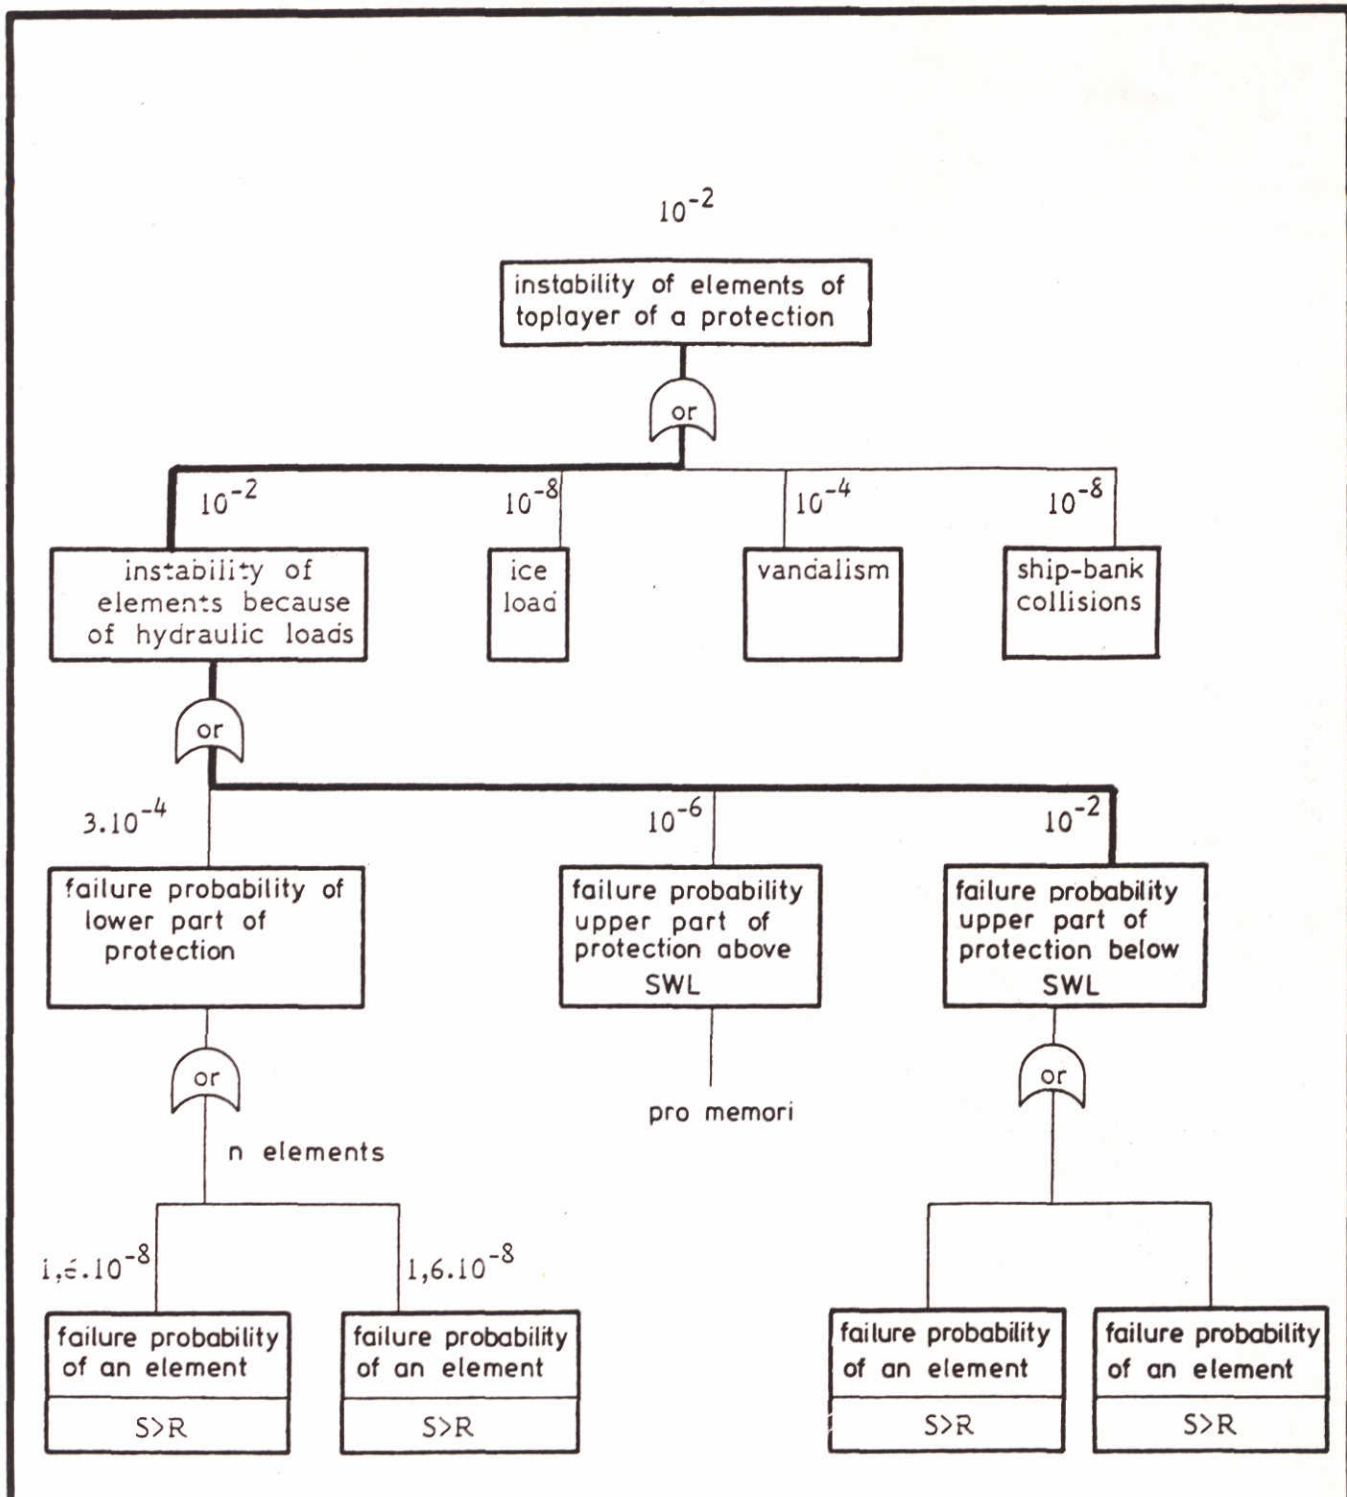 10⁻²
instability of elements of
toplayer of a protection
or
10⁻²
10⁻⁸
10⁻⁴
10⁻⁸
instability of
elements because
of hydraulic loads
ice
load
vandalism
ship-bank
collisions
or
3.10⁻⁴
10⁻⁶
10⁻²
failure probability of
lower part of
protection
failure probability
upper part of
protection above
SWL
failure probability
upper part of
protection below
SWL
or
pro memori
or
n elements
1,6.10⁻⁸
failure probability
of an element
S>R
failure probability
of an element
S>R
failure probability
of an element
S>R
failure probability
of an element
S>R